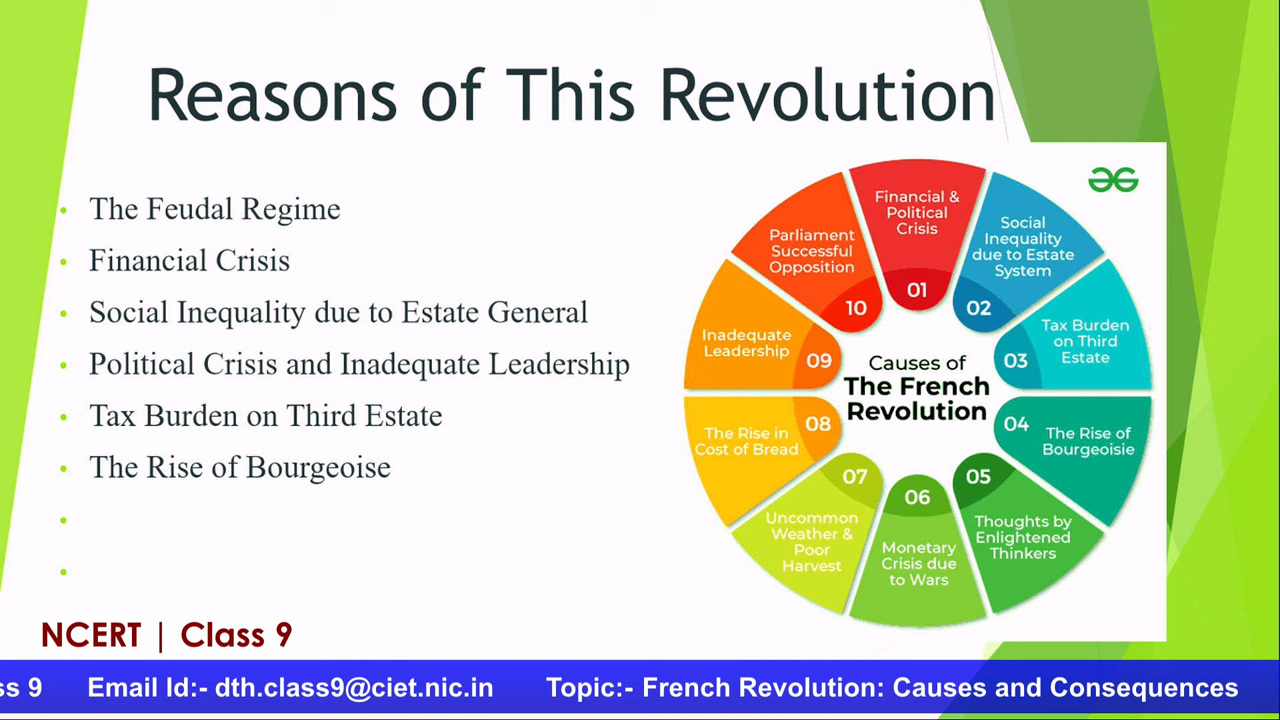 Reasons of This Revolution
The Feudal Regime
Financial Crisis
Social Inequality due to Estate General
Political Crisis and Inadequate Leadership
Tax Burden on Third Estate
The Rise of Bourgeoise
Causes of
The French
Revolution
Financial &
Political
Crisis
01
Social
Inequality
due to Estate
System
02
Tax Burden
on Third
Estate
03
The Rise of
Bourgeoisie
04
Thoughts by
Enlightened
Thinkers
05
Monetary
Crisis due
to Wars
06
Uncommon
Weather &
Poor
Harvest
07
The Rise in
Cost of Bread
08
Inadequate
Leadership
09
Parliament
Successful
Opposition
10
NCERT | Class 9
ss 9 Email Id:- dth.class9@ciet.nic.in Topic:- French Revolution: Causes and Consequences